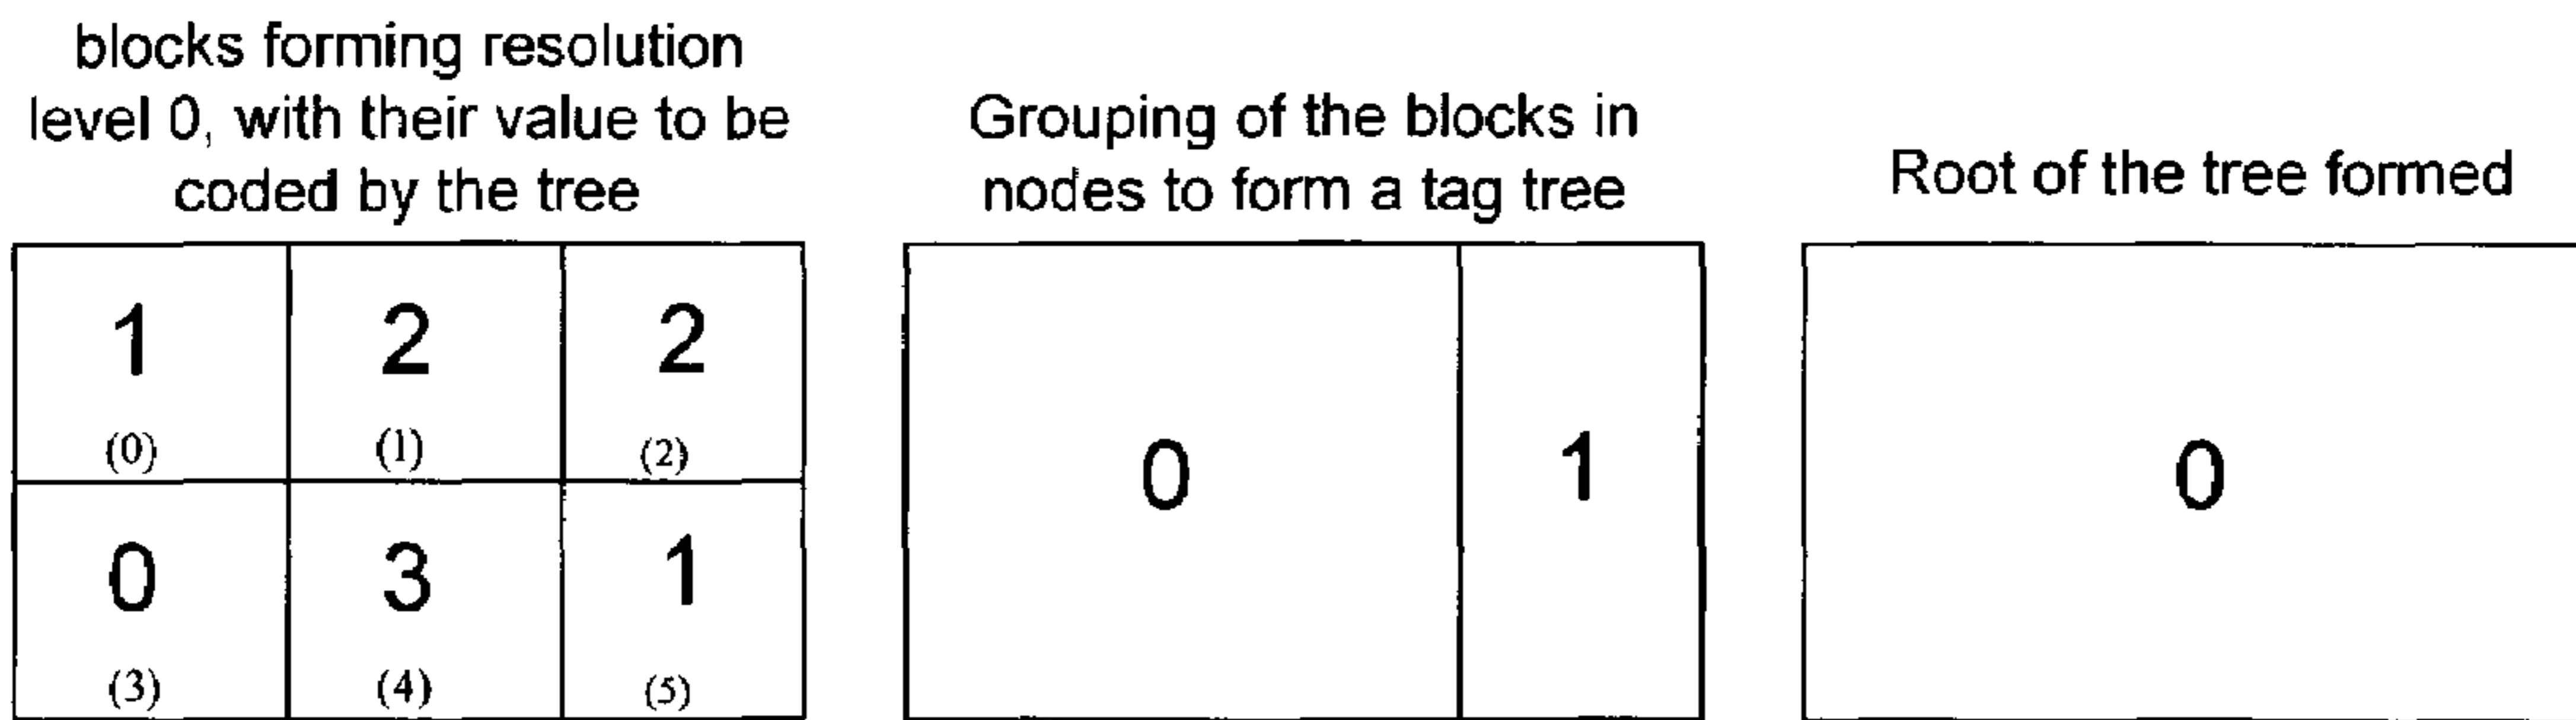 blocks forming resolution
level 0, with their value to be
coded by the tree
Grouping of the blocks in
nodes to form a tag tree
Root of the tree formed
1 2 2
(0) (1) (2)
0 3 1
(3) (4) (5)
0 1
0